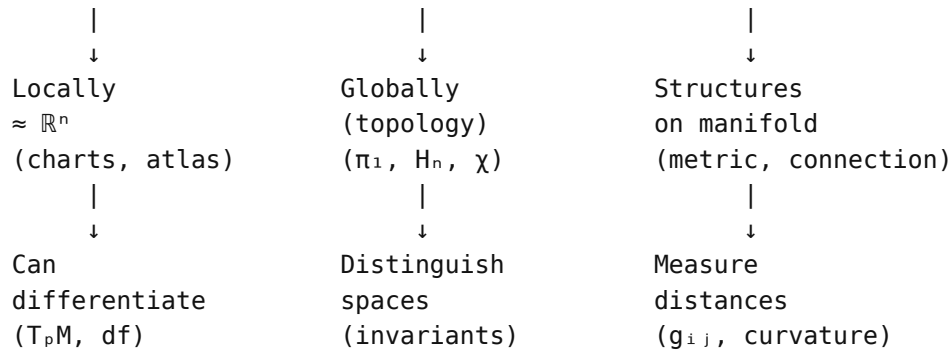 |                    |                   |
↓                    ↓                   ↓
Locally              Globally            Structures
≈ ℝⁿ                 (topology)          on manifold
(charts, atlas)      (π₁, Hₙ, χ)         (metric, connection)
|                    |                   |
↓                    ↓                   ↓
Can                  Distinguish         Measure
differentiate        spaces              distances
(TₚM, df)            (invariants)        (gᵢⱼ, curvature)